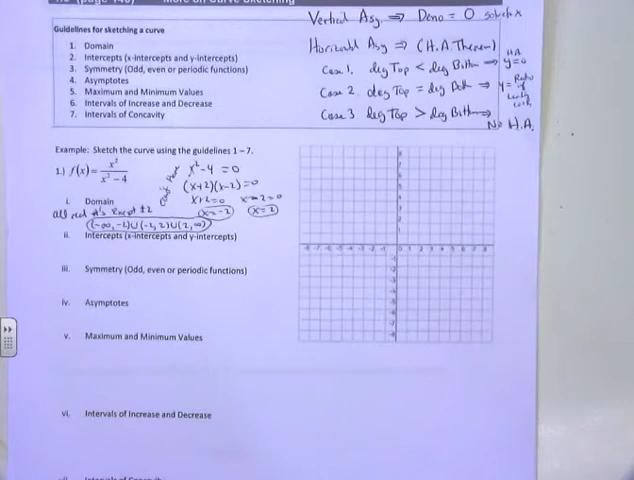 Vertical Asy ⇒ Deno = 0 solve x
Guidelines for sketching a curve
1. Domain
2. Intercepts (x-intercepts and y-intercepts)
3. Symmetry (Odd, even or periodic functions)
4. Asymptotes
5. Maximum and Minimum Values
6. Intervals of Increase and Decrease
7. Intervals of Concavity
Horizontal Asy ⇒ (H.A. Theorem)
Case 1. deg Top < deg Bottm ⇒ HA y=0
Case 2. deg Top = deg Bott ⇒ y = Ratio of
Case 3 deg Top > deg Bottm ⇒
No H.A.
Example: Sketch the curve using the guidelines 1 – 7.
1.) f(x) = x² / x² – 4
x²-4 = 0
(x+2)(x-2)=0
x+2=0 x-2=0
x=-2 x=2
i. Domain
all real #'s except ±2
(-∞,-2)∪(-2,2)∪(2,∞)
ii. Intercepts (x-intercepts and y-intercepts)
iii. Symmetry (Odd, even or periodic functions)
iv. Asymptotes
v. Maximum and Minimum Values
vi. Intervals of Increase and Decrease